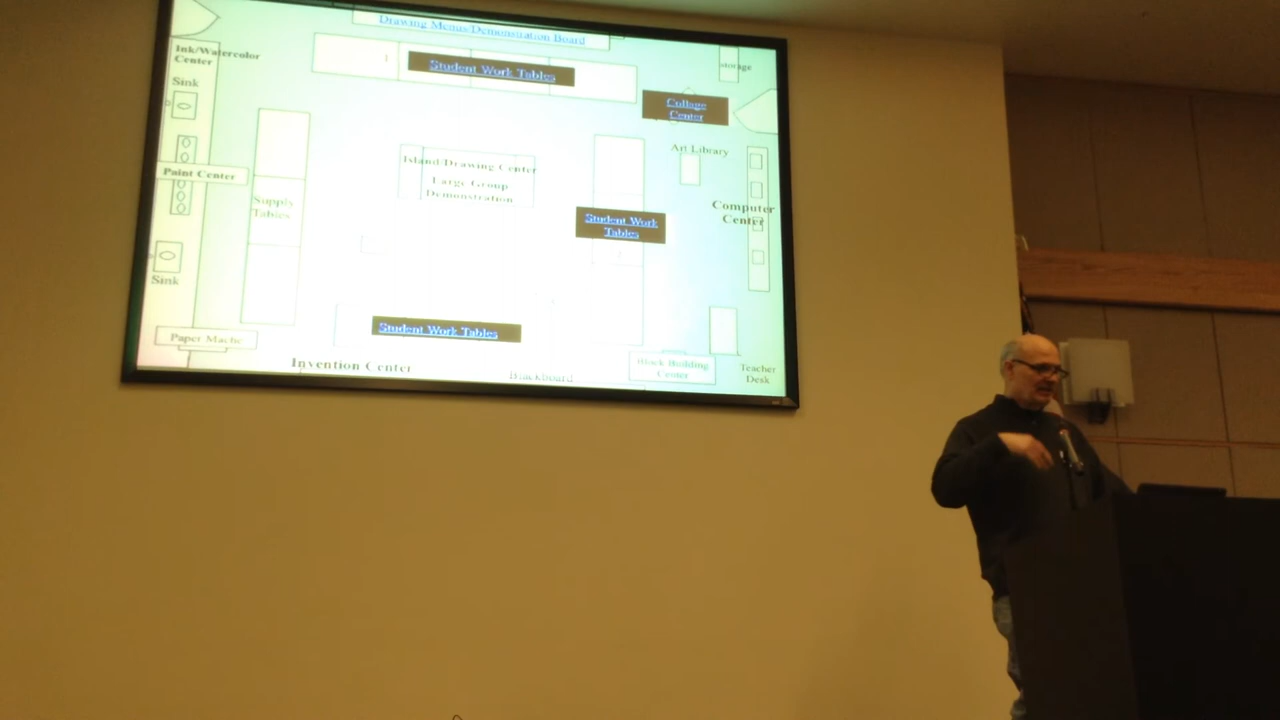 Drawing Menus/Demonstration Board
Ink/Watercolor
Center
Student Work Tables
storage
Sink
Collage
Center
Art Library
Island/Drawing Center
Large Group
Demonstration
Paint Center
Supply
Tables
Computer
Center
Student Work
Tables
Sink
Student Work Tables
Paper Mache
Invention Center
Blackboard
Block Building
Center
Teacher
Desk